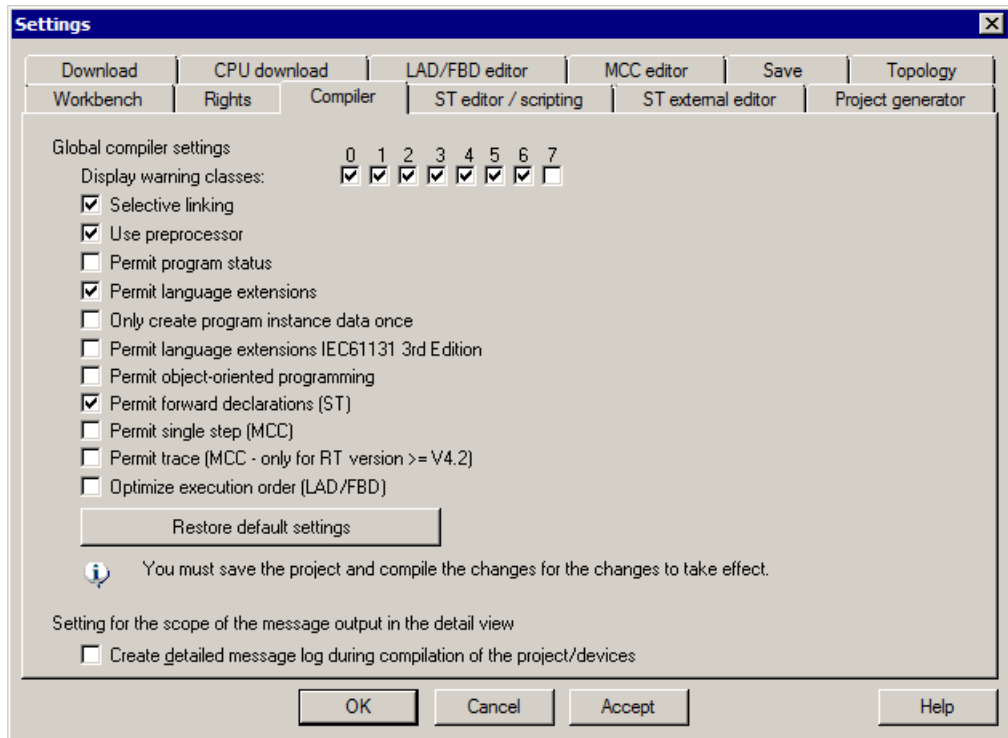 Settings
Download CPU download LAD/FBD editor MCC editor Save Topology
Workbench Rights Compiler ST editor / scripting ST external editor Project generator
Global compiler settings
0 1 2 3 4 5 6 7
Display warning classes:
Selective linking
Use preprocessor
Permit program status
Permit language extensions
Only create program instance data once
Permit language extensions IEC61131 3rd Edition
Permit object-oriented programming
Permit forward declarations (ST)
Permit single step (MCC)
Permit trace (MCC - only for RT version >= V4.2)
Optimize execution order (LAD/FBD)
Restore default settings
You must save the project and compile the changes for the changes to take effect.
Setting for the scope of the message output in the detail view
Create detailed message log during compilation of the project/devices
OK Cancel Accept Help